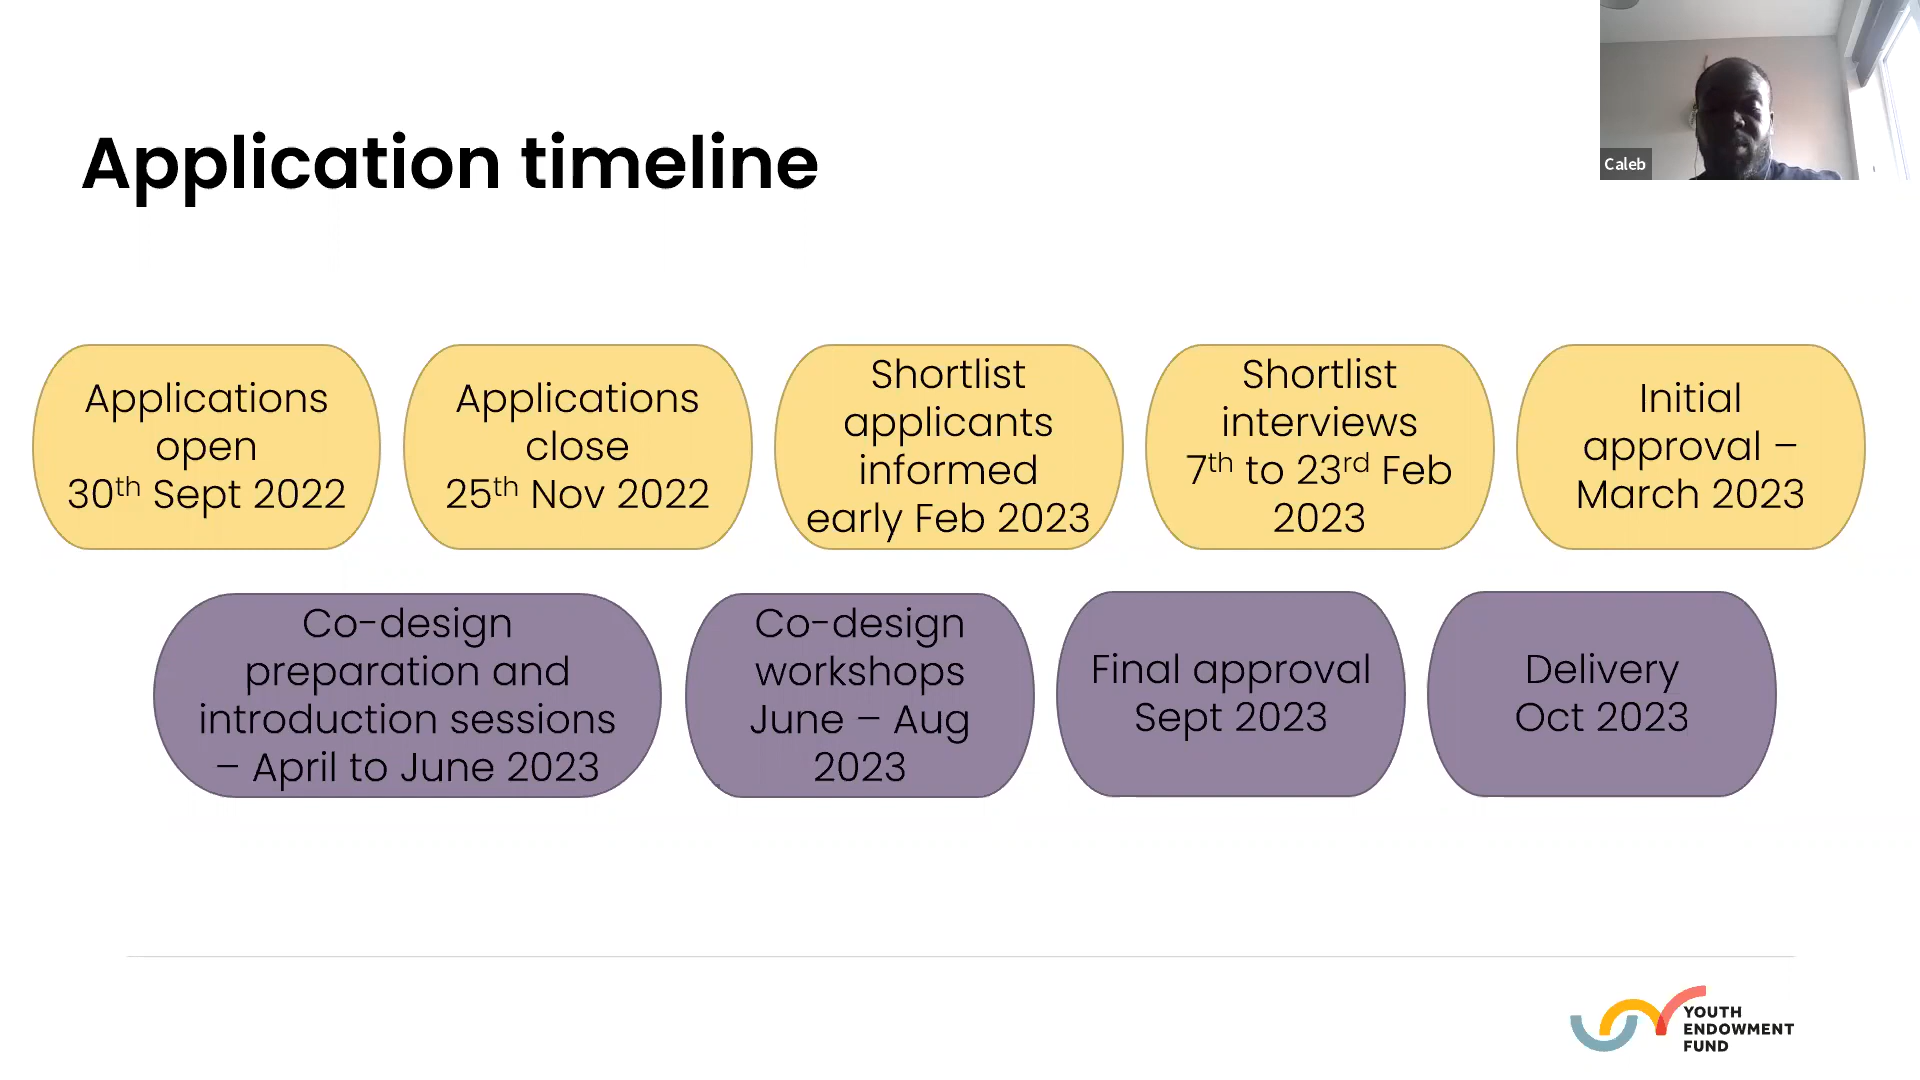 Application timeline
Caleb
Applications
open
30th Sept 2022
Applications
close
25th Nov 2022
Shortlist
applicants
informed
early Feb 2023
Shortlist
interviews
7th to 23rd Feb
2023
Initial
approval –
March 2023
Co-design
preparation and
introduction sessions
– April to June 2023
Co-design
workshops
June – Aug
2023
Final approval
Sept 2023
Delivery
Oct 2023
YOUTH
ENDOWMENT
FUND